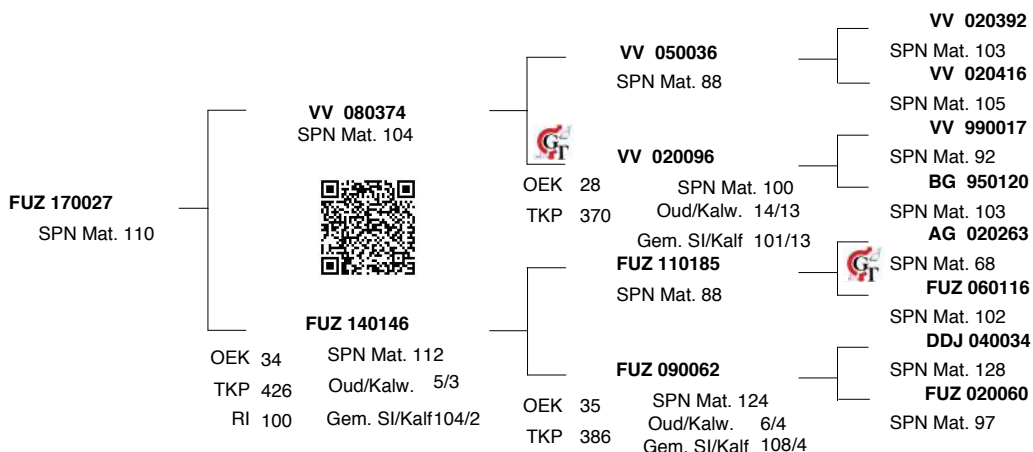 FUZ 170027
SPN Mat. 110
VV 080374
SPN Mat. 104
FUZ 140146
OEK 34 SPN Mat. 112
TKP 426 Oud/Kalw. 5/3
RI 100 Gem. SI/Kalf 104/2
VV 050036
SPN Mat. 88
GT
VV 020096
OEK 28 SPN Mat. 100
TKP 370 Oud/Kalw. 14/13
Gem. SI/Kalf 101/13
FUZ 110185
SPN Mat. 88
FUZ 090062
OEK 35 SPN Mat. 124
TKP 386 Oud/Kalw. 6/4
Gem. SI/Kalf 108/4
VV 020392
SPN Mat. 103
VV 020416
SPN Mat. 105
VV 990017
SPN Mat. 92
BG 950120
SPN Mat. 103
AG 020263
GT
SPN Mat. 68
FUZ 060116
SPN Mat. 102
DDJ 040034
SPN Mat. 128
FUZ 020060
SPN Mat. 97